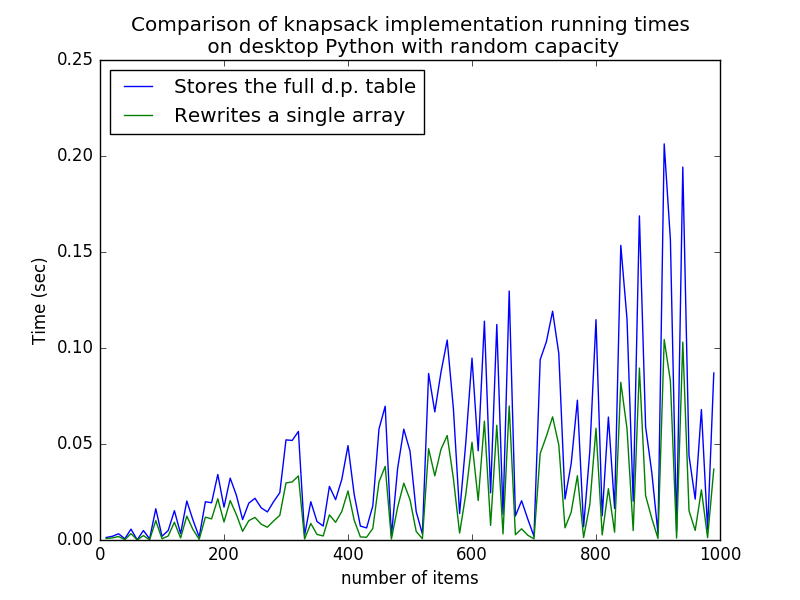 Comparison of knapsack implementation running times
on desktop Python with random capacity
0.25
Stores the full d.p. table
Rewrites a single array
0.20
0.15
Time (sec)
0.10
0.05
0.00
0 200 400 600 800 1000
number of items